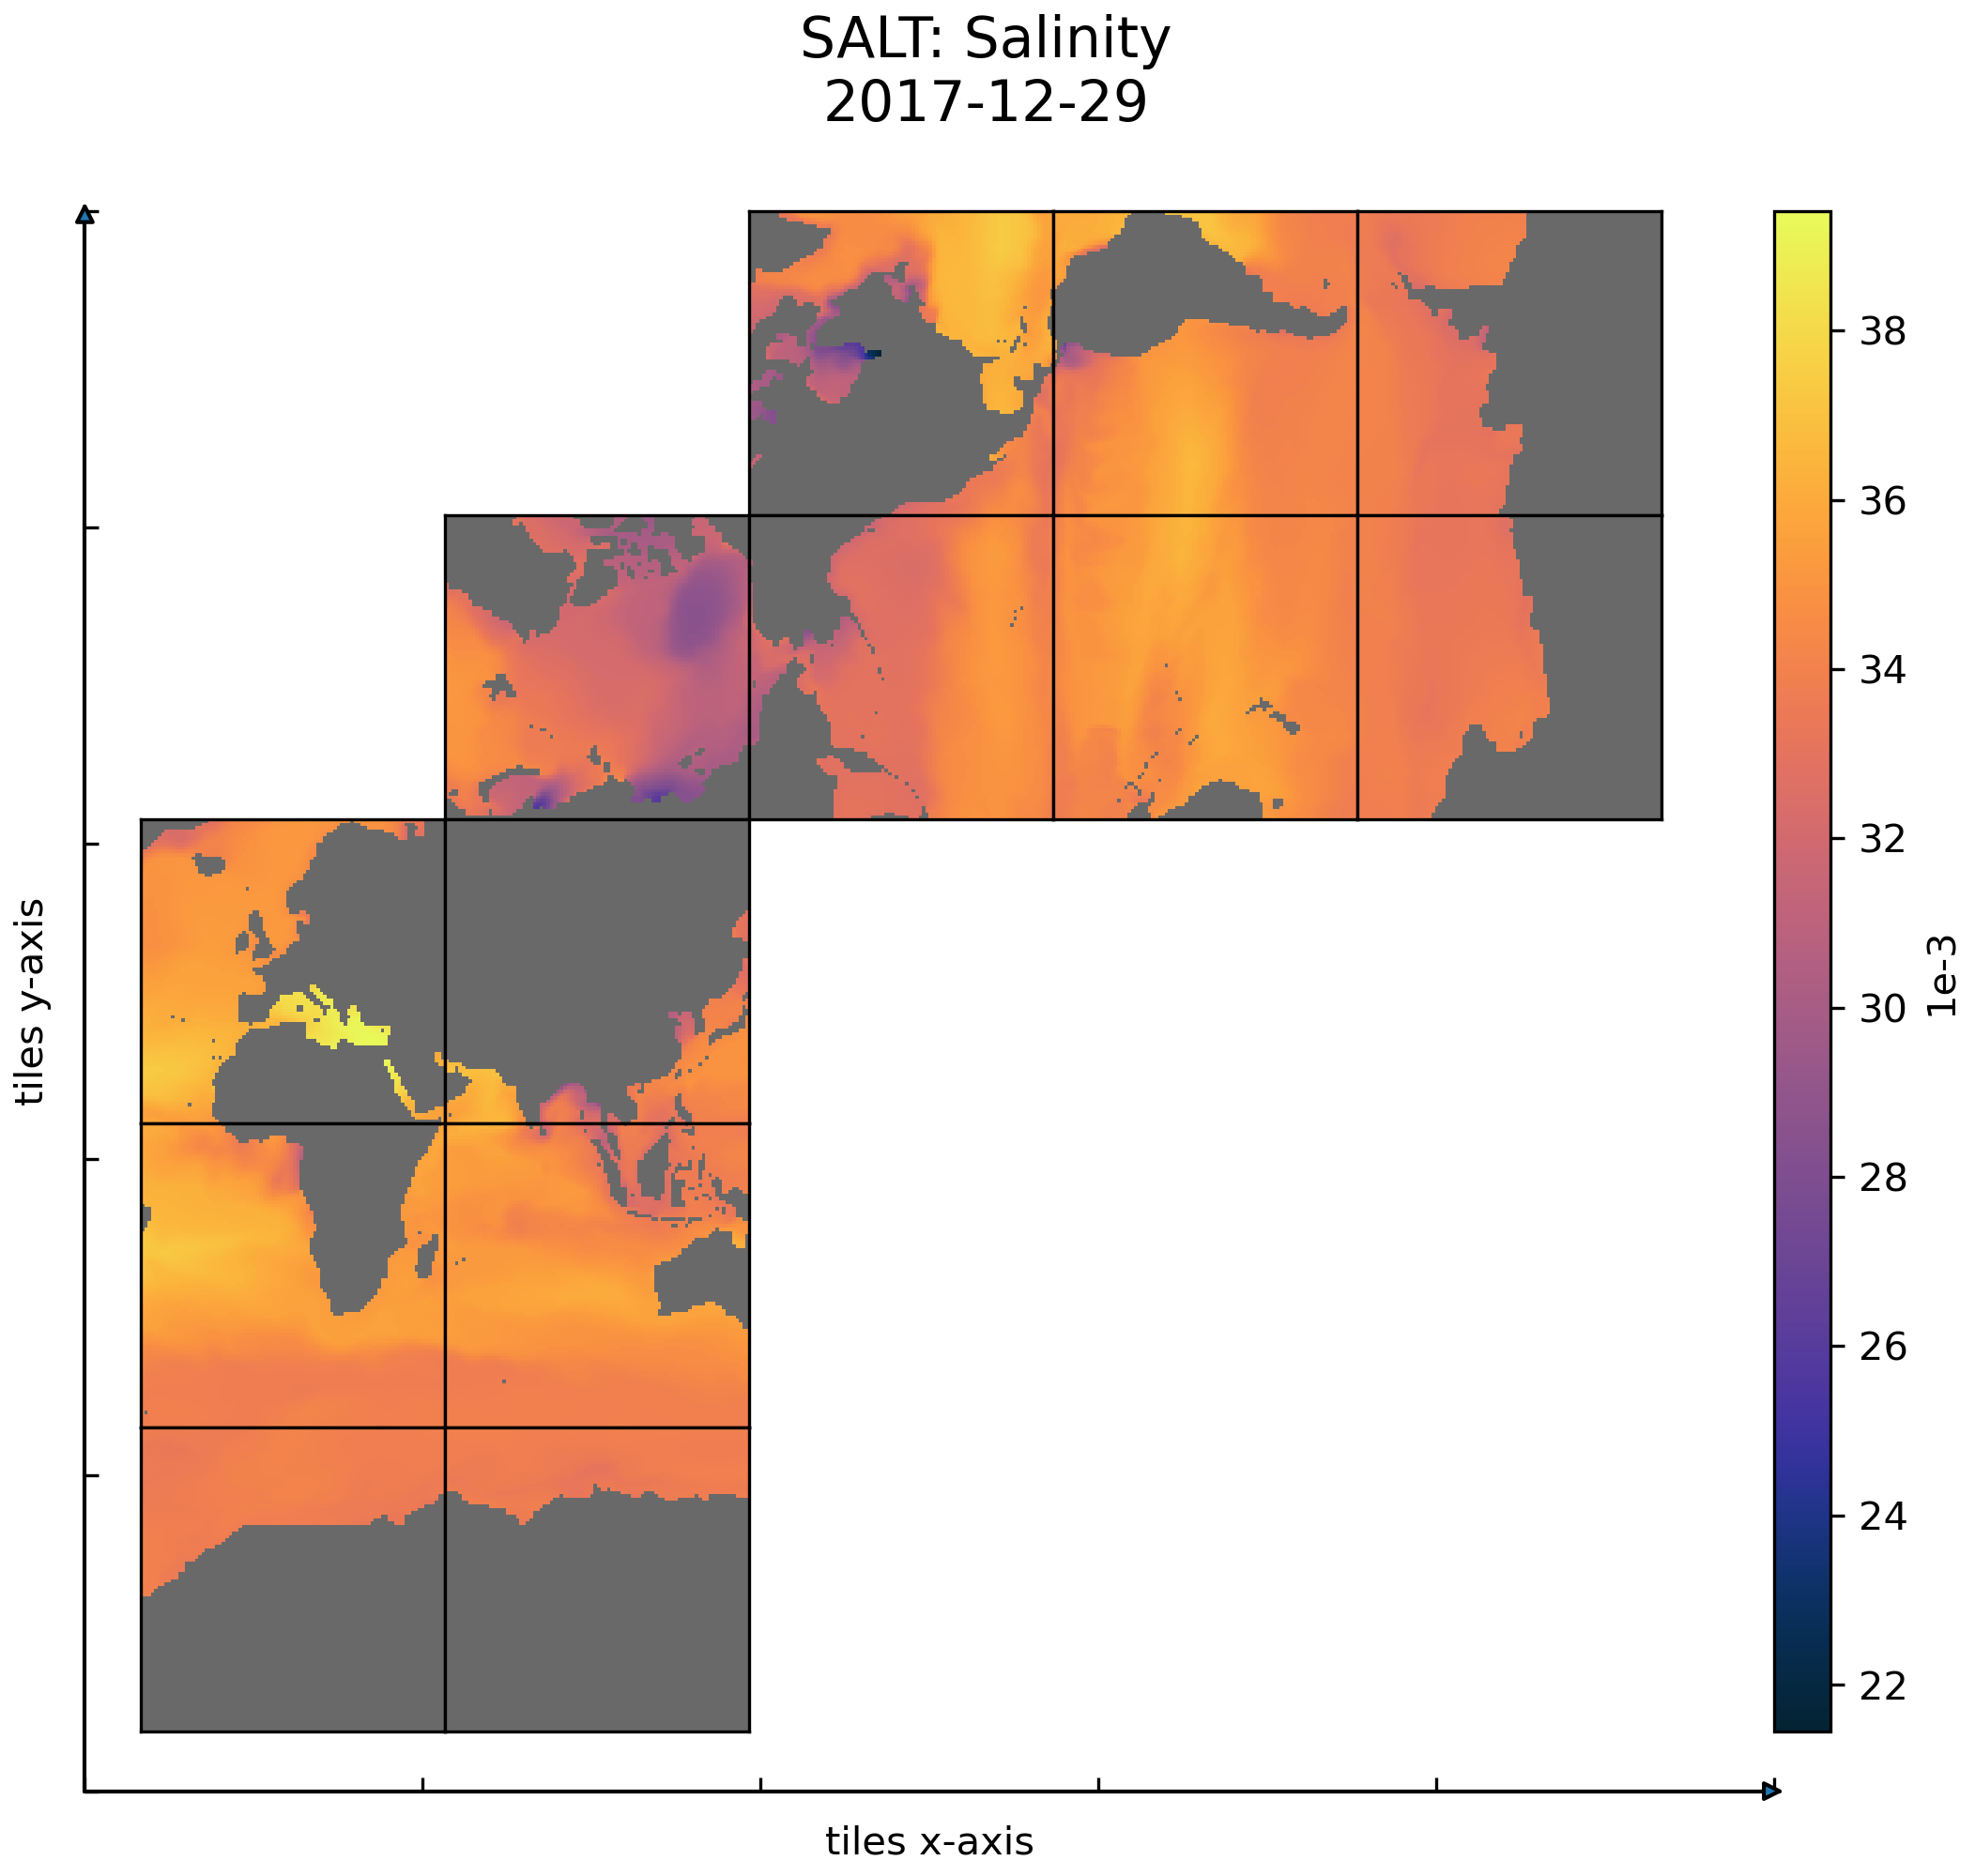 SALT: Salinity
2017-12-29
tiles y-axis
38
36
34
32
30
28
26
24
22
1e-3
tiles x-axis